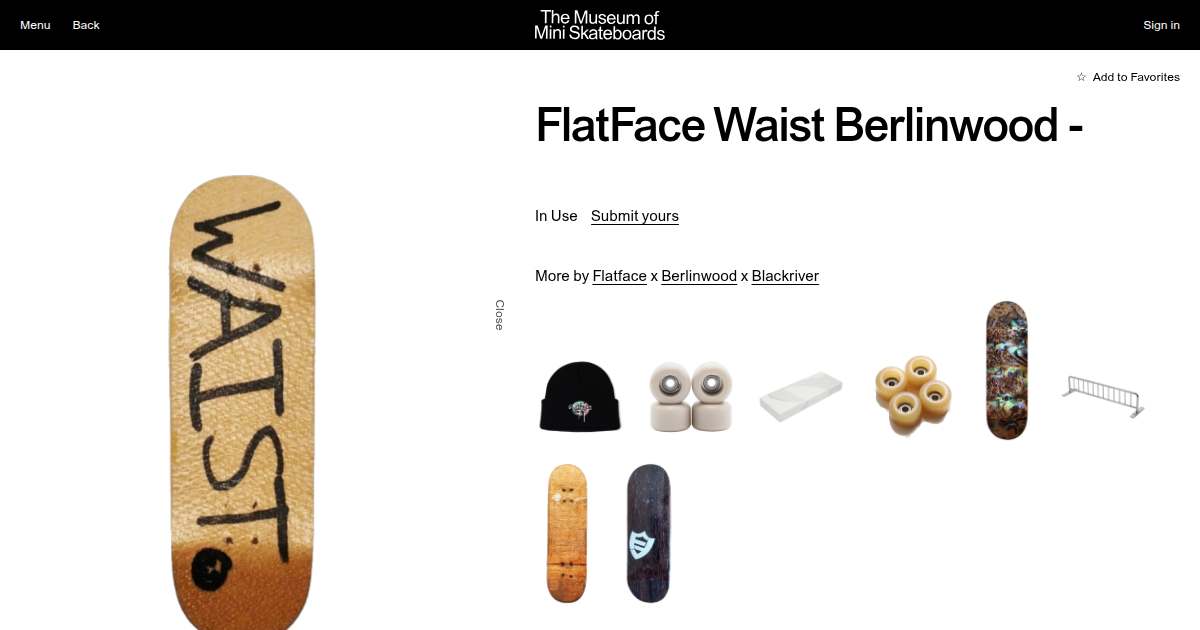 Menu
Back
The Museum of
Mini Skateboards
Sign in
☆ Add to Favorites
FlatFace Waist Berlinwood -
WAIST
In Use
Submit yours
Close
More by Flatface x Berlinwood x Blackriver